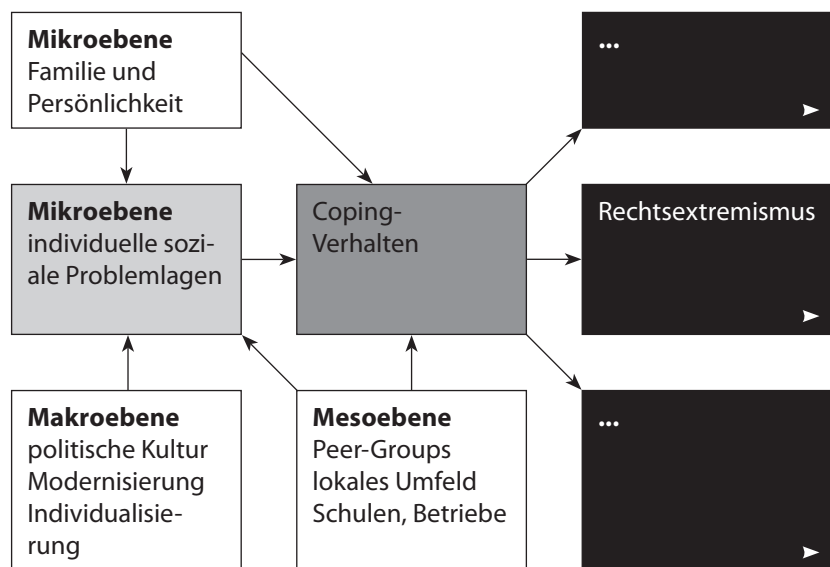 Mikroebene
Familie und
Persönlichkeit
...
Mikroebene
individuelle sozi-
ale Problemlagen
Coping-
Verhalten
Rechtsextremismus
Makroebene
politische Kultur
Modernisierung
Individualisie-
rung
Mesoebene
Peer-Groups
lokales Umfeld
Schulen, Betriebe
...